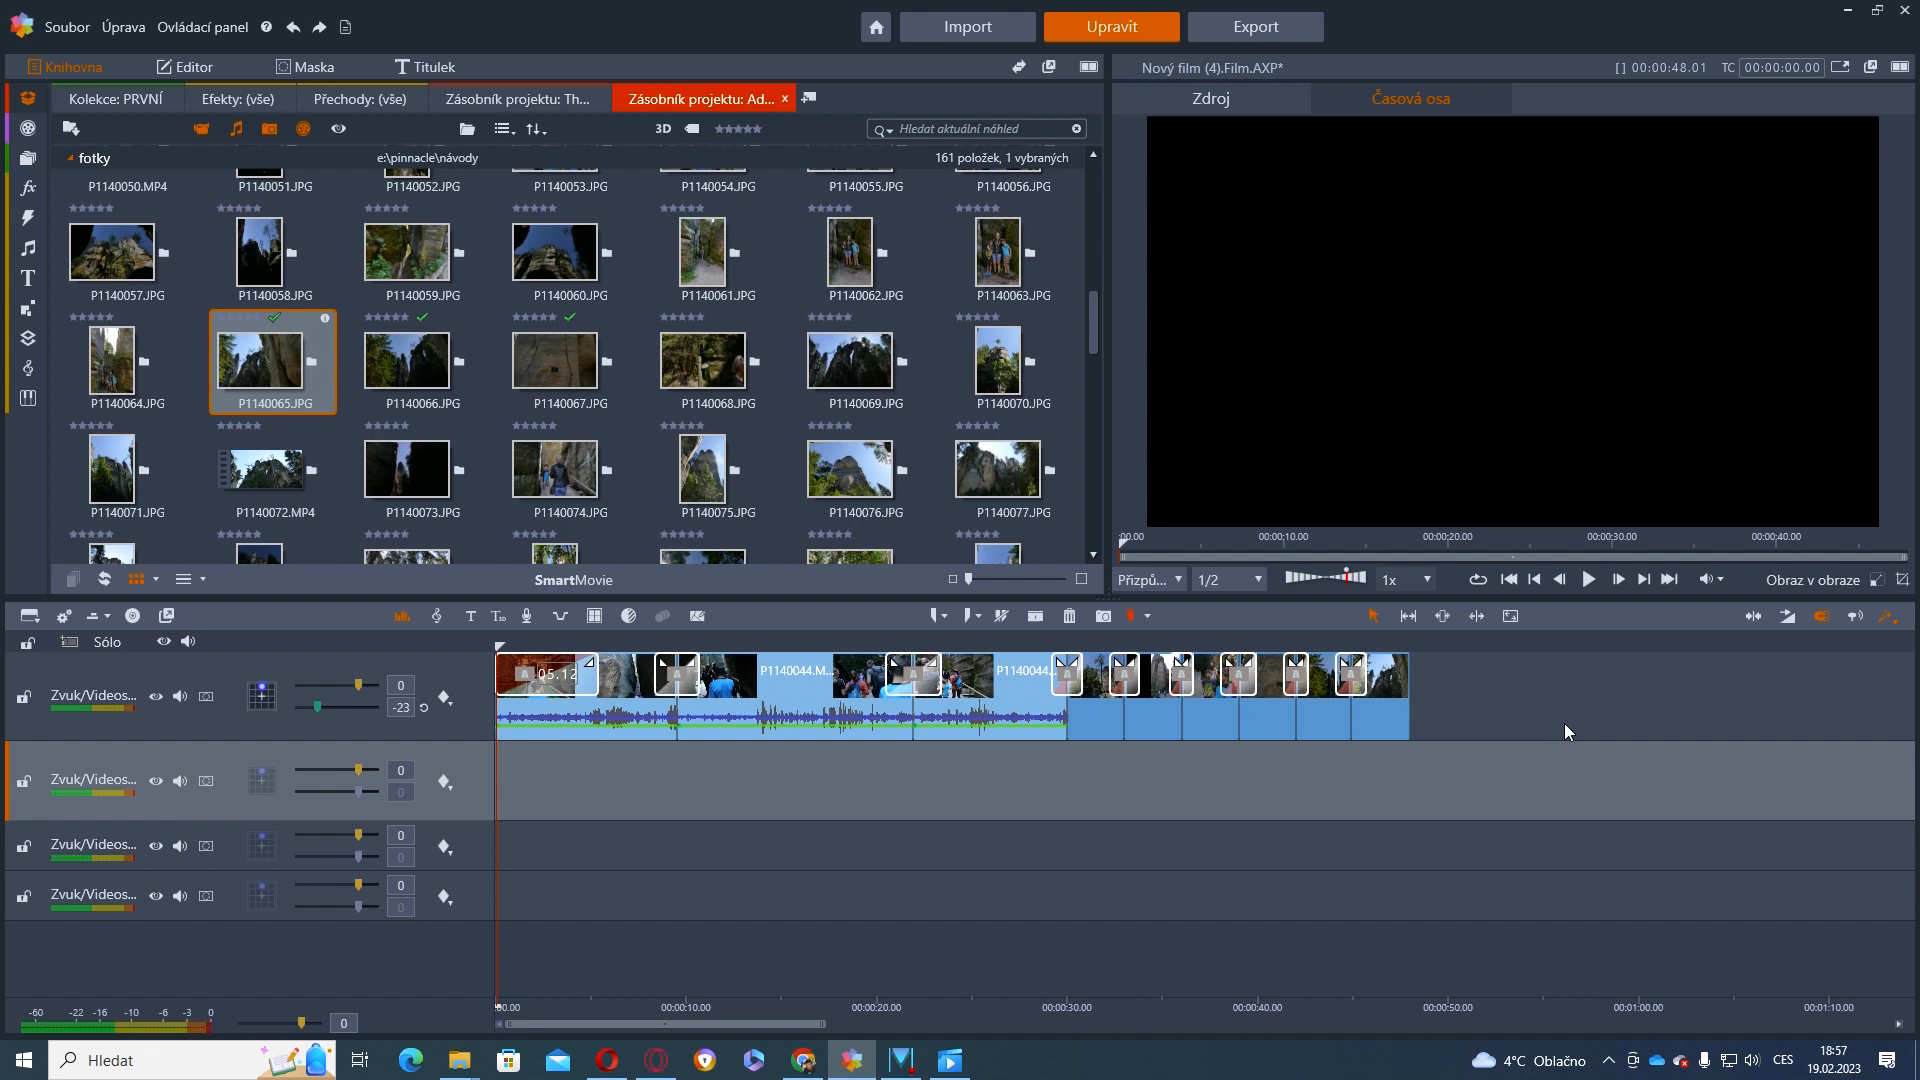 Soubor Úprava Ovládací panel
Import Upravit Export
Knihovna Editor Maska Titulek
Nový film (4).Film.AXP* [ ] 00:00:48.01 TC 00:00:00.00
Kolekce: PRVNÍ Efekty: (vše) Přechody: (vše) Zásobník projektu: Th... Zásobník projektu: Ad... x
Zdroj Časová osa
3D Hledat aktuální náhled
fotky e:\pinnacle\návody 161 položek, 1 vybraných
P1140050.MP4 P1140051.JPG P1140052.JPG P1140053.JPG P1140054.JPG P1140055.JPG P1140056.JPG
P1140057.JPG P1140058.JPG P1140059.JPG P1140060.JPG P1140061.JPG P1140062.JPG P1140063.JPG
P1140064.JPG P1140065.JPG P1140066.JPG P1140067.JPG P1140068.JPG P1140069.JPG P1140070.JPG
P1140071.JPG P1140072.MP4 P1140073.JPG P1140074.JPG P1140075.JPG P1140076.JPG P1140077.JPG
:00.00 00:00:10.00 00:00:20.00 00:00:30.00 00:00:40.00
SmartMovie
Přizpů... 1/2 1x Obraz v obraze
Sólo
05.12 P1140044.M... P1140044...
Zvuk/Videos... 0
-23
Zvuk/Videos... 0
0
Zvuk/Videos... 0
0
Zvuk/Videos... 0
0
:00.00 00:00:10.00 00:00:20.00 00:00:30.00 00:00:40.00 00:00:50.00 00:01:00.00 00:01:10.00
-60 -22 -16 -10 -6 -3 0
0
Hledat
4°C Oblačno CES 18:57
19.02.2023